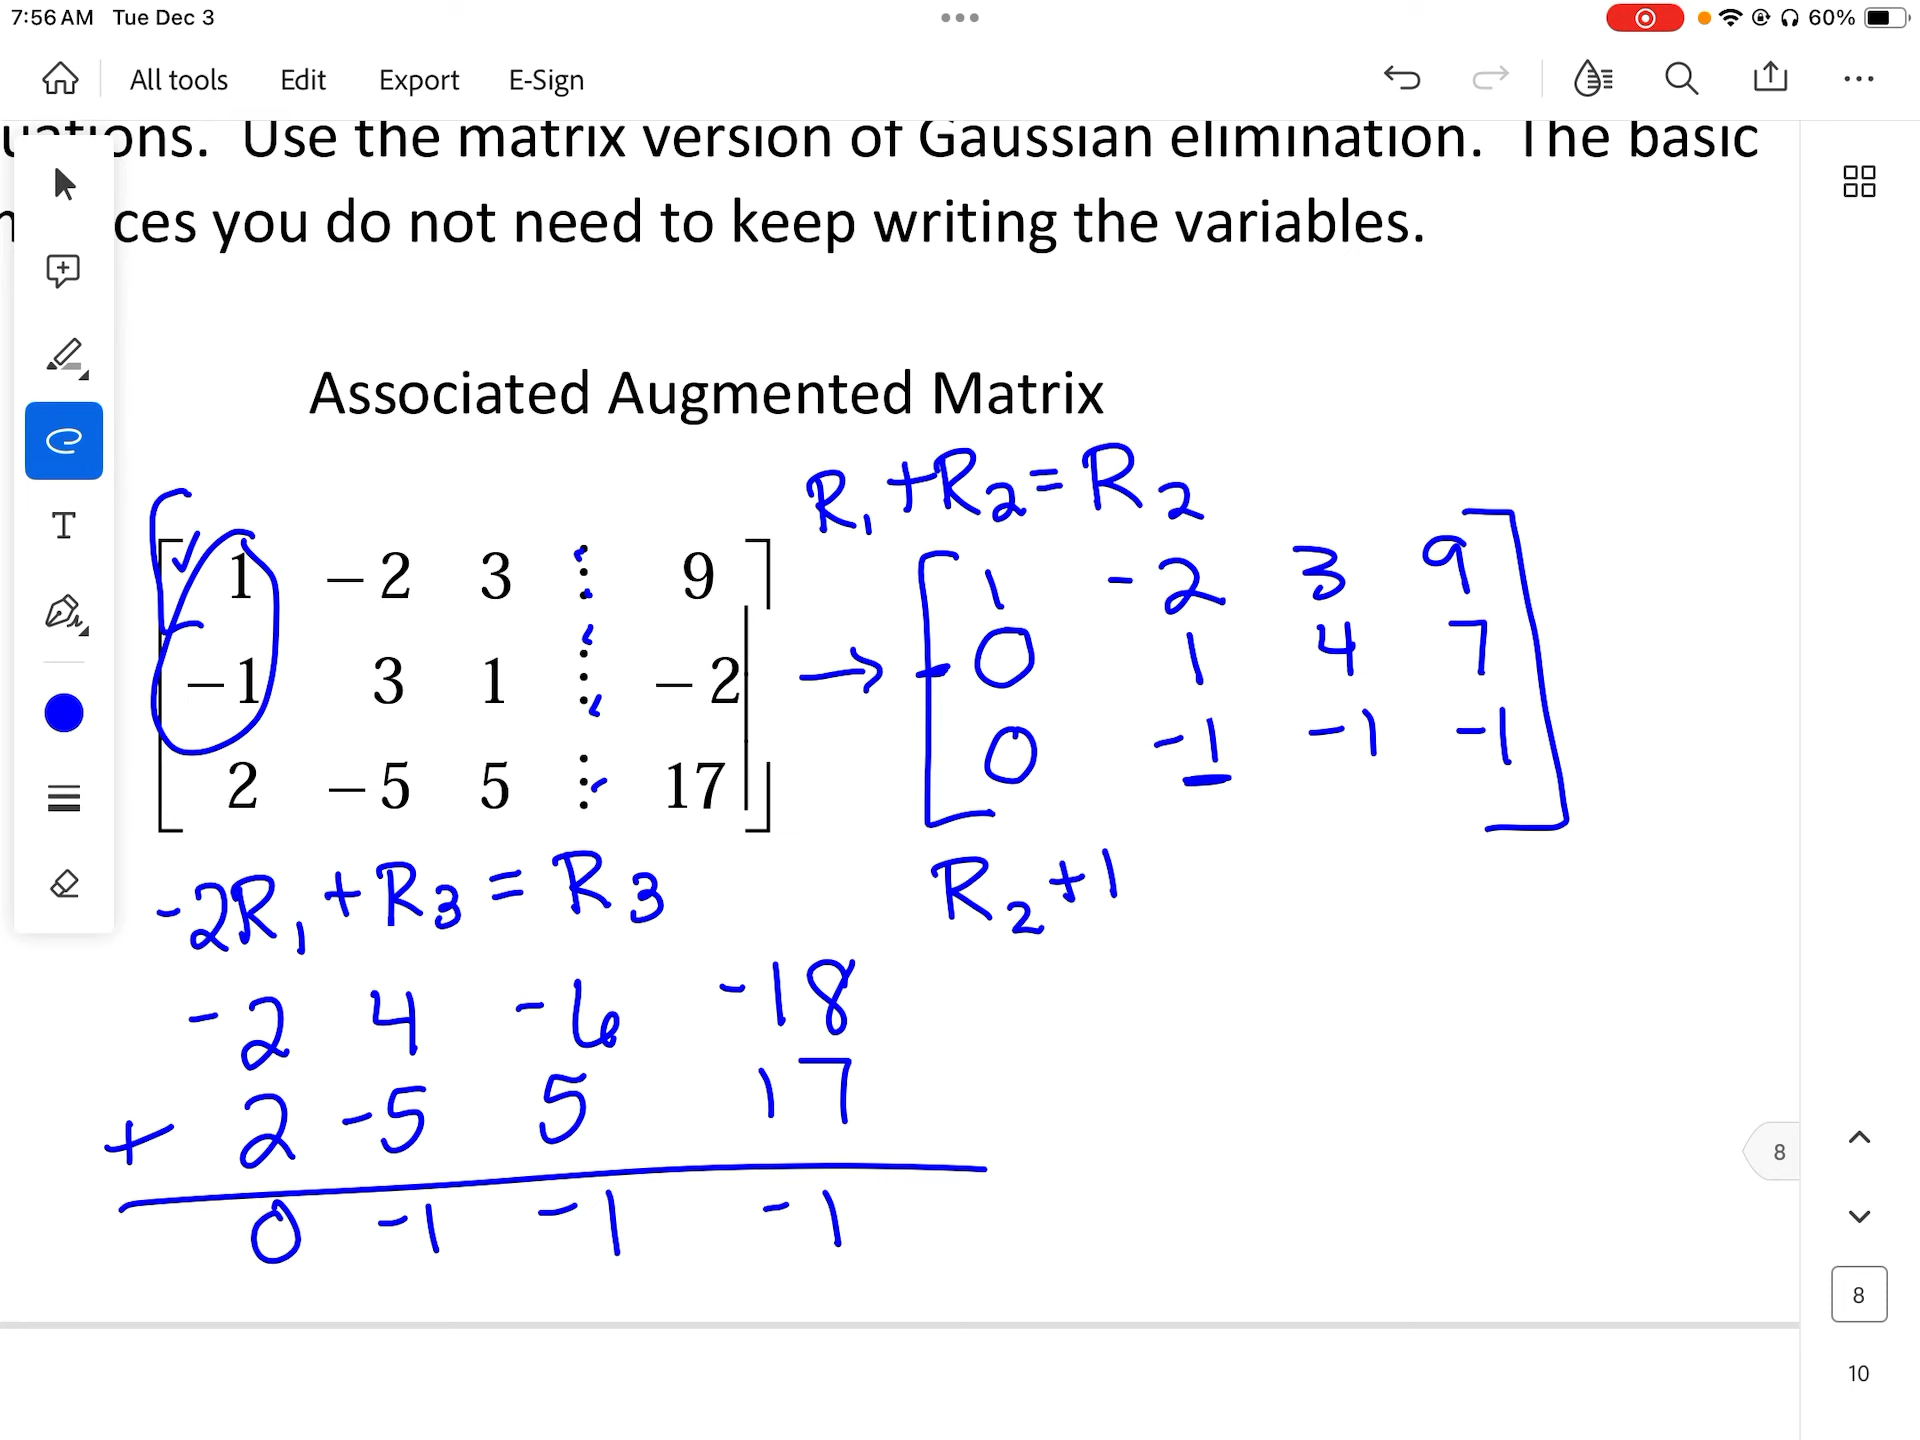 7:56 AM Tue Dec 3
60%
All tools Edit Export E-Sign
ons. Use the matrix version of Gaussian elimination. The basic
ces you do not need to keep writing the variables.
Associated Augmented Matrix
R₁ + R₂ = R₂
1 −2 3 ⋮ 9
−1 3 1 ⋮ −2
2 −5 5 ⋮ 17
→
1 -2 3 9
0 1 4 7
0 -1 -1 -1
-2R₁ + R₃ = R₃
R₂ + 1
-2 4 -6 -18
+ 2 -5 5 17
0 -1 -1 -1
T
8
8
10